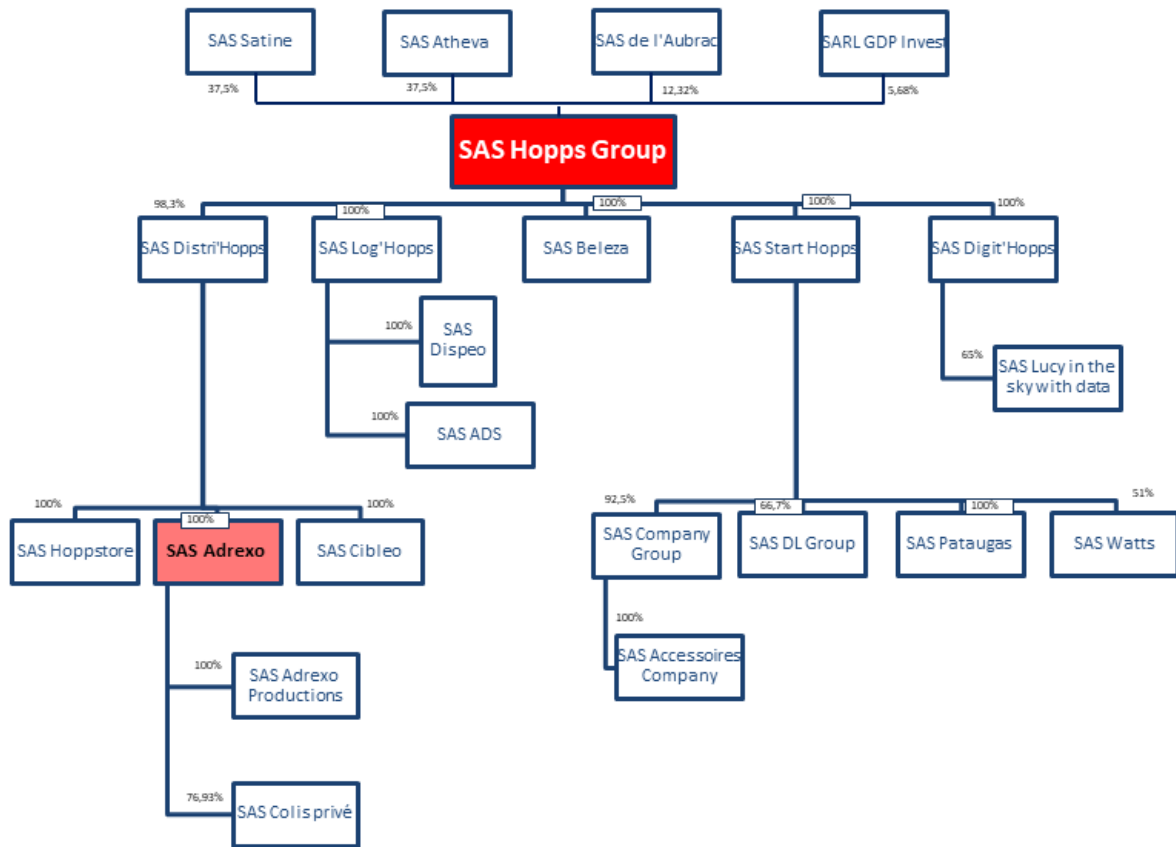 SAS Satine
SAS Atheva
SAS de l'Aubrac
SARL GDP Invest
37,5%
37,5%
12,32%
5,68%
SAS Hopps Group
98,3%
100%
100%
100%
100%
SAS Distri'Hopps
SAS Log'Hopps
SAS Beleza
SAS Start Hopps
SAS Digit'Hopps
100%
SAS
Dispeo
65%
SAS Lucy in the
sky with data
100%
SAS ADS
100%
100%
100%
92,5%
66,7%
100%
51%
SAS Hoppstore
SAS Adrexo
SAS Cibleo
SAS Company
Group
SAS DL Group
SAS Pataugas
SAS Watts
100%
SAS Accessoires
Company
100%
SAS Adrexo
Productions
76,93%
SAS Colis privé